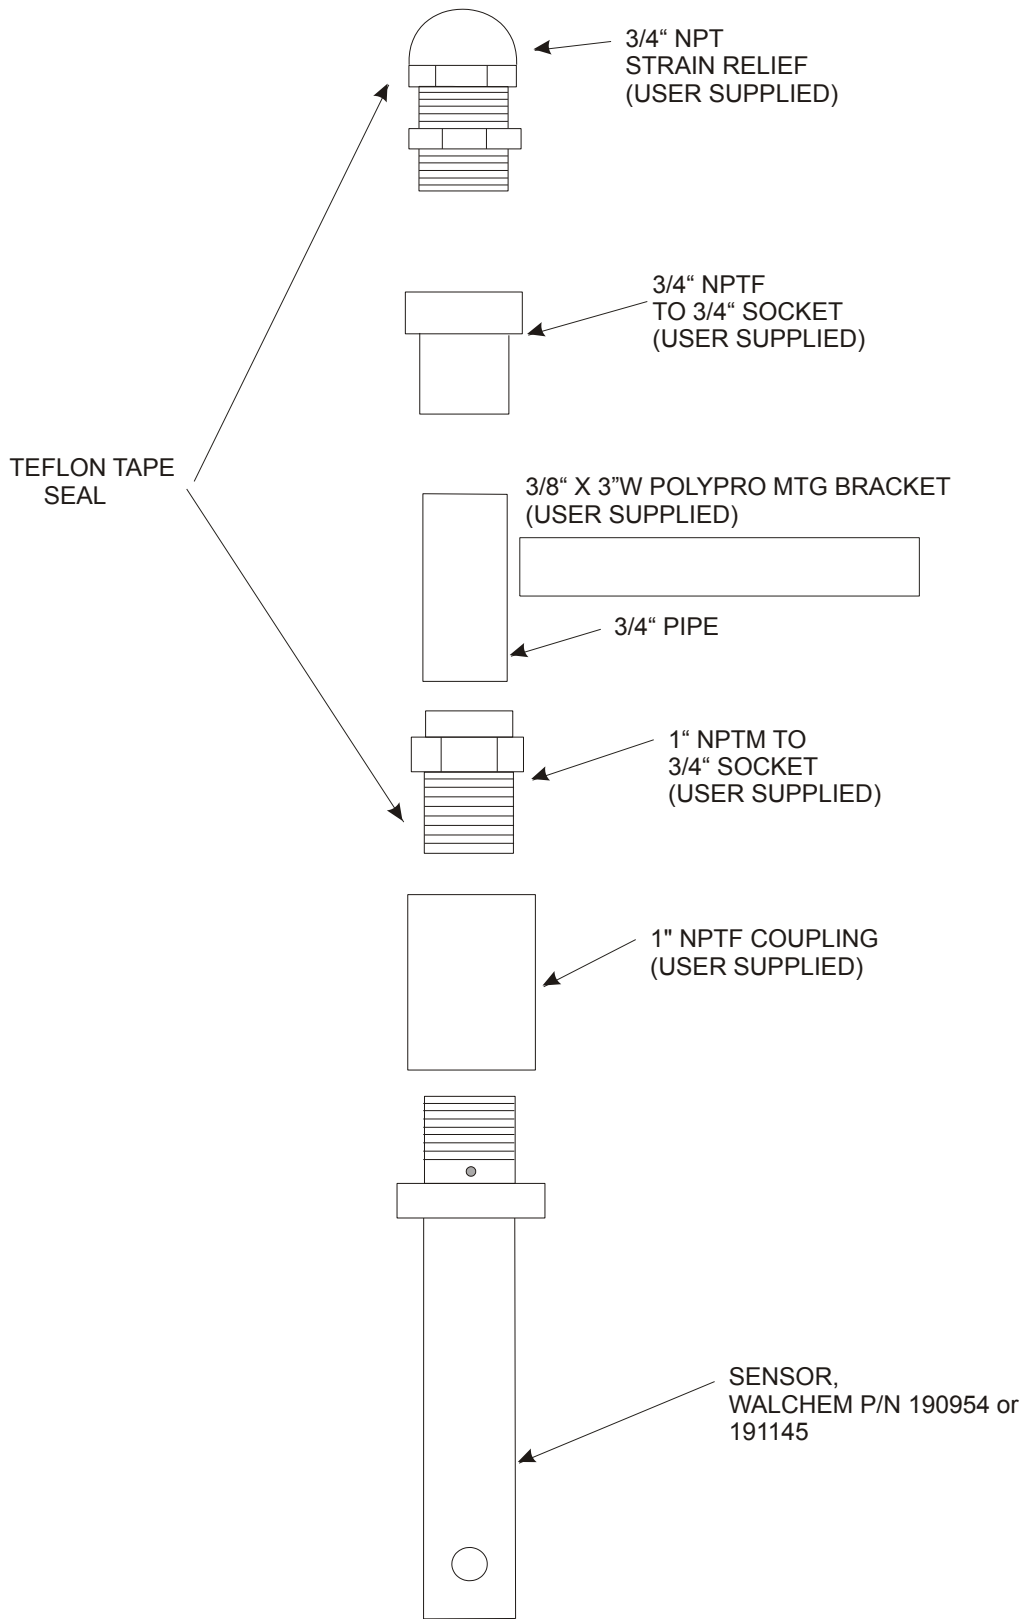 3/4“ NPT
STRAIN RELIEF
(USER SUPPLIED)
3/4“ NPTF
TO 3/4“ SOCKET
(USER SUPPLIED)
TEFLON TAPE
SEAL
3/8“ X 3”W POLYPRO MTG BRACKET
(USER SUPPLIED)
3/4“ PIPE
1“ NPTM TO
3/4“ SOCKET
(USER SUPPLIED)
1" NPTF COUPLING
(USER SUPPLIED)
SENSOR,
WALCHEM P/N 190954 or
191145